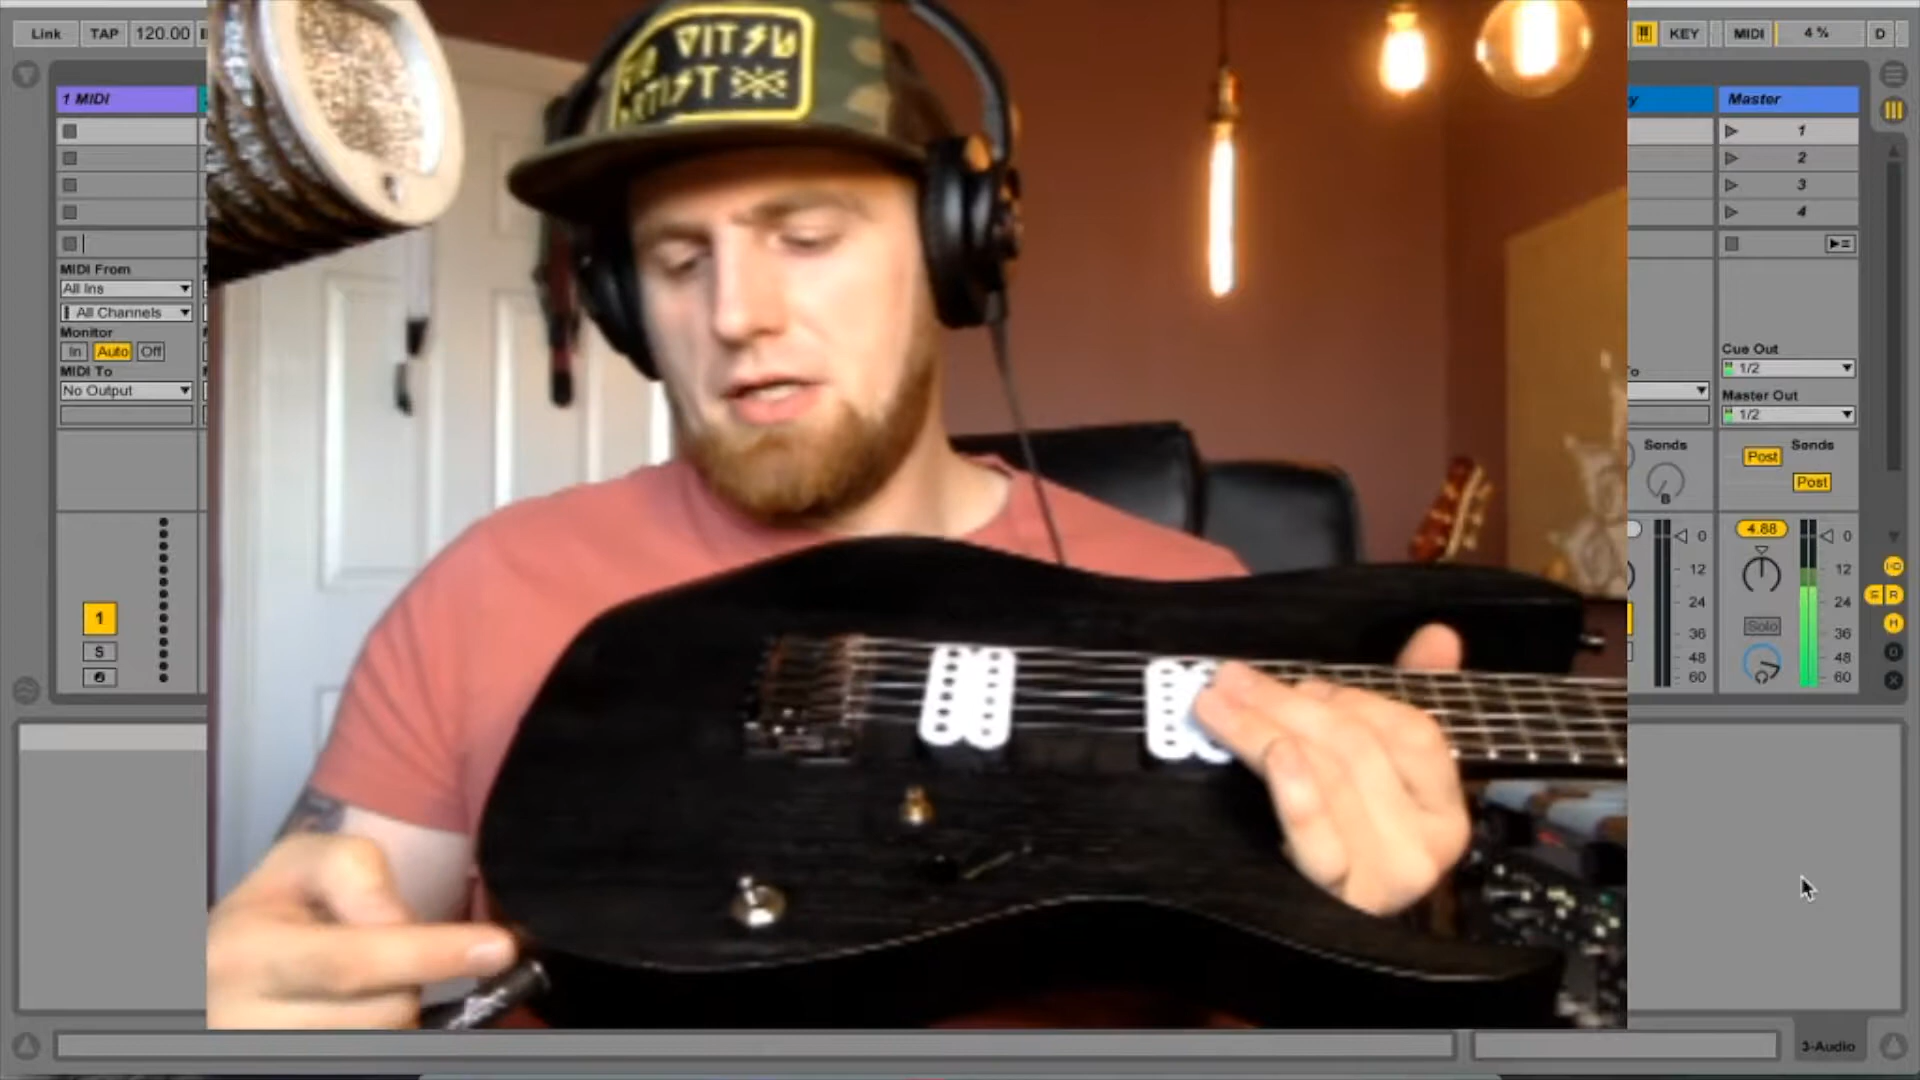 Link TAP 120.00
KEY MIDI 4 % D
1 MIDI
Master
1
2
3
4
MIDI From
All Ins
All Channels
Monitor
In Auto Off
MIDI To
No Output
Cue Out
1/2
Master Out
1/2
Sends
Sends
Post
Post
B
4.88
0
12
24
36
48
60
0
12
24
36
48
60
Solo
1
S
S R
H
3-Audio
ARTIST